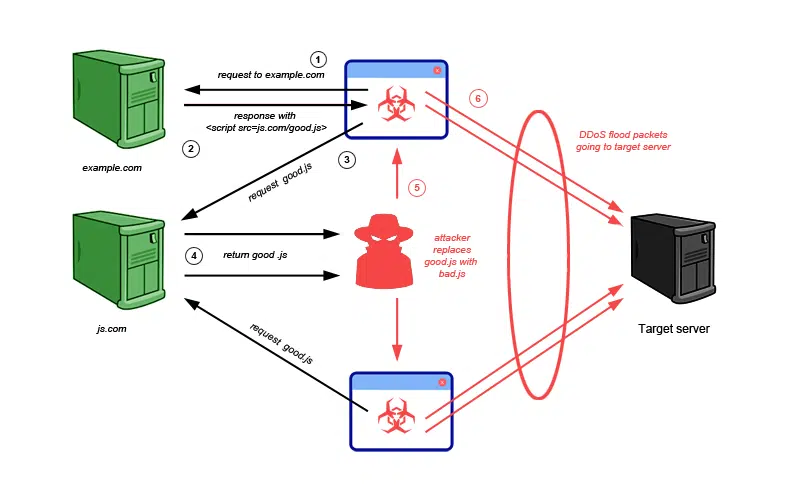 1
request to example.com
response with
<script src=js.com/good.js>
2
example.com
3
request good.js
6
DDoS flood packets
going to target server
5
4
return good .js
attacker
replaces
good.js with
bad.js
js.com
Target server
request good.js